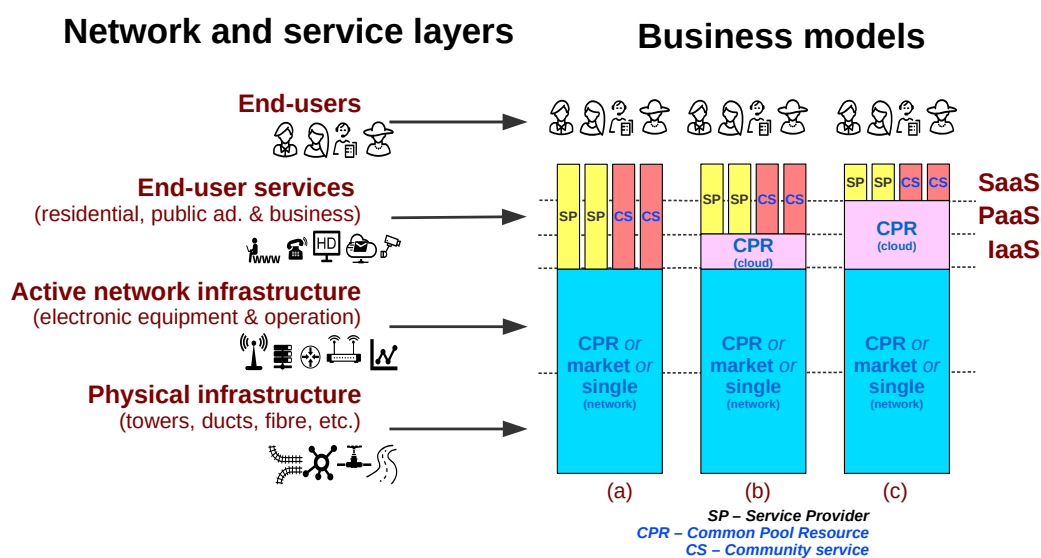 Network and service layers
Business models
End-users
End-user services
(residential, public ad. & business)
WWW
HD
Active network infrastructure
(electronic equipment & operation)
Physical infrastructure
(towers, ducts, fibre, etc.)
SP SP CS CS
CPR or
market or
single
(network)
(a)
SP SP CS CS
CPR
(cloud)
CPR or
market or
single
(network)
(b)
SP SP CS CS
CPR
(cloud)
CPR or
market or
single
(network)
(c)
SaaS
PaaS
IaaS
SP – Service Provider
CPR – Common Pool Resource
CS – Community service